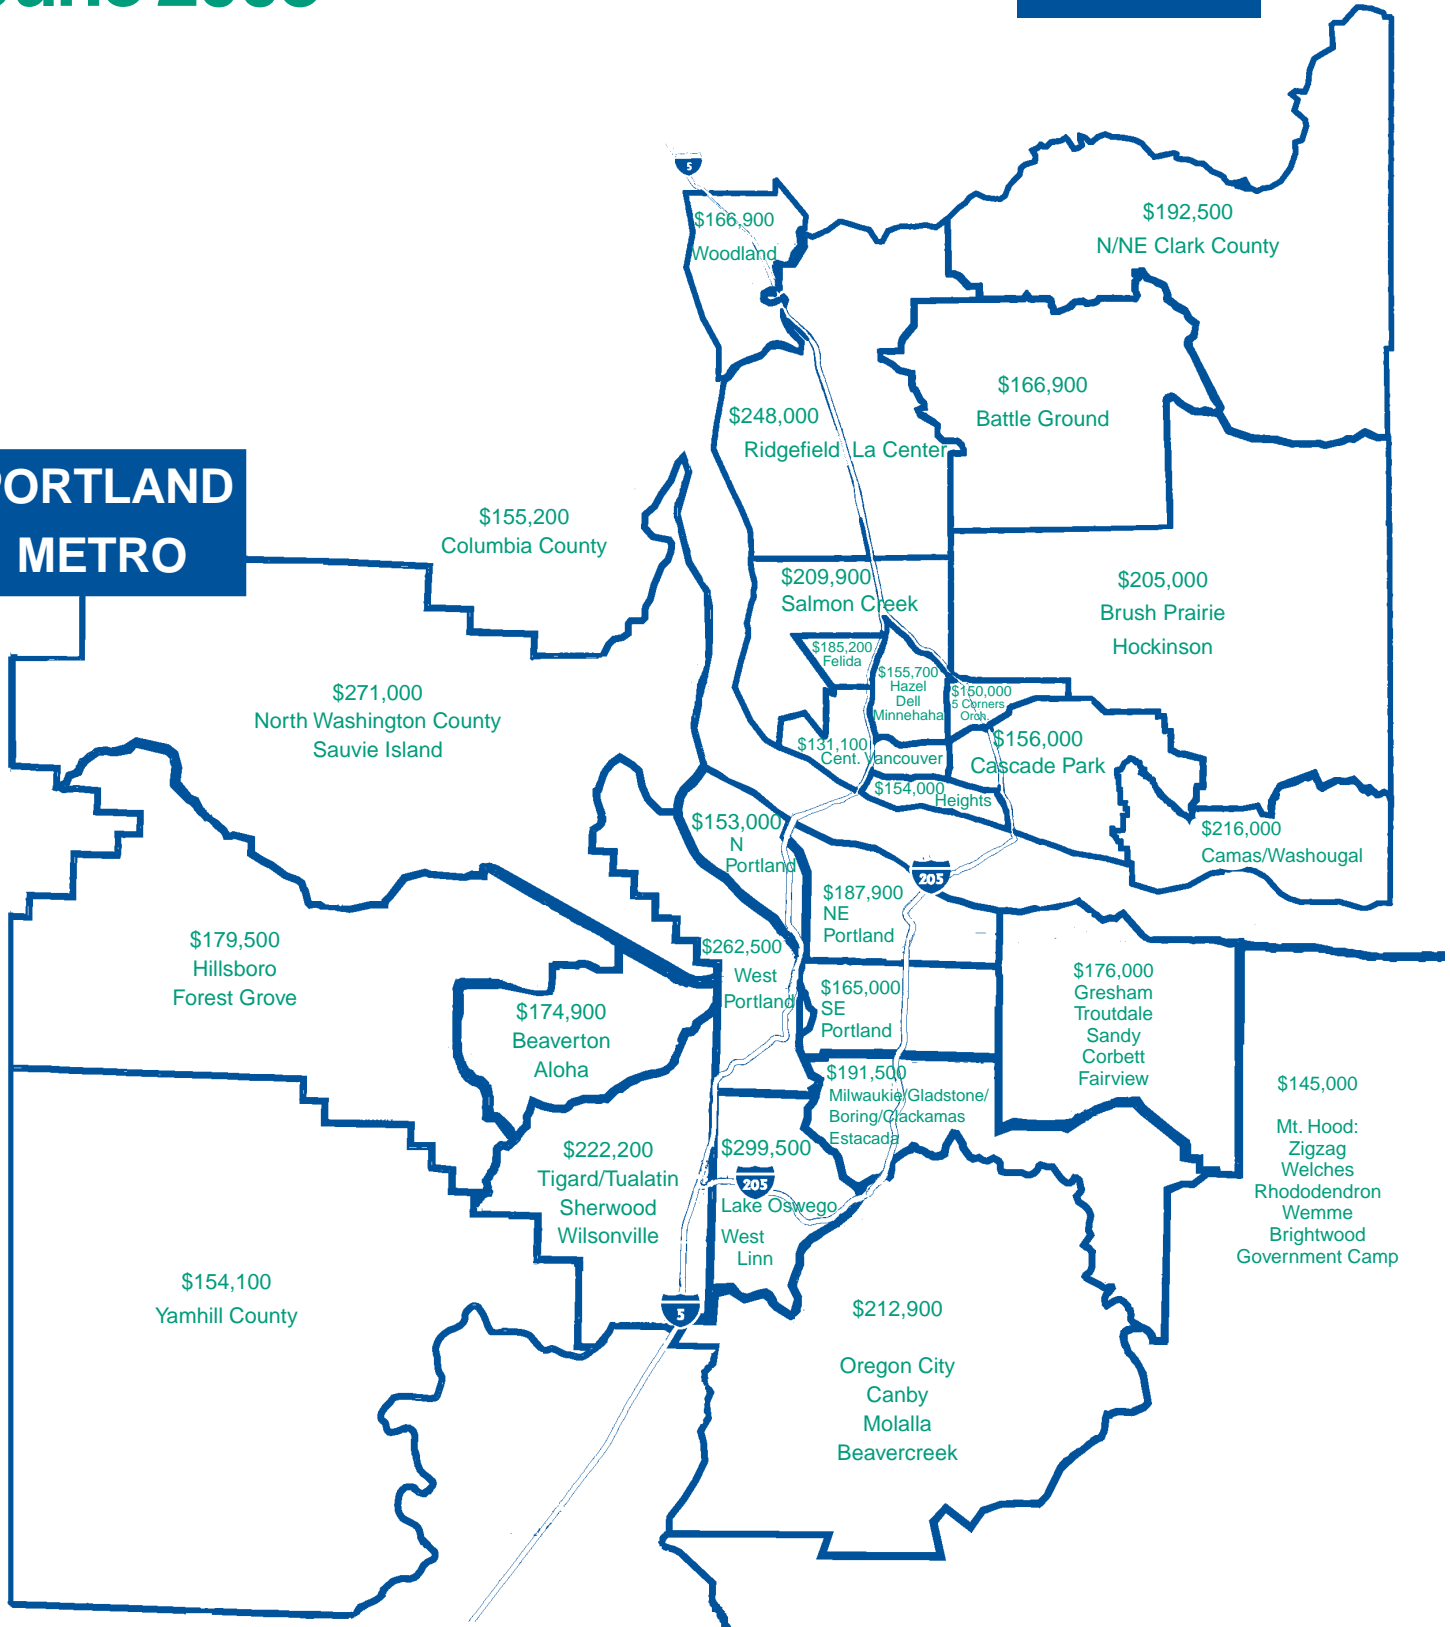 5
$166,900
Woodland
$192,500
N/NE Clark County
$166,900
Battle Ground
$248,000
Ridgefield La Center
PORTLAND
METRO
$155,200
Columbia County
$209,900
Salmon Creek
$205,000
Brush Prairie
Hockinson
$185,200
Felida
$155,700
Hazel
Dell
Minnehaha
$150,000
5 Corners
Orch.
$271,000
North Washington County
Sauvie Island
$131,100
Cent. Vancouver
$156,000
Cascade Park
$154,000
Heights
$153,000
N
Portland
$216,000
Camas/Washougal
205
$187,900
NE
Portland
$179,500
Hillsboro
Forest Grove
$262,500
West
Portland
$174,900
Beaverton
Aloha
$165,000
SE
Portland
$176,000
Gresham
Troutdale
Sandy
Corbett
Fairview
$191,500
Milwaukie/Gladstone/
Boring/Clackamas
Estacada
$145,000
Mt. Hood:
Zigzag
Welches
Rhododendron
Wemme
Brightwood
Government Camp
$222,200
Tigard/Tualatin
Sherwood
Wilsonville
$299,500
205
Lake Oswego
West
Linn
$154,100
Yamhill County
5
$212,900
Oregon City
Canby
Molalla
Beavercreek